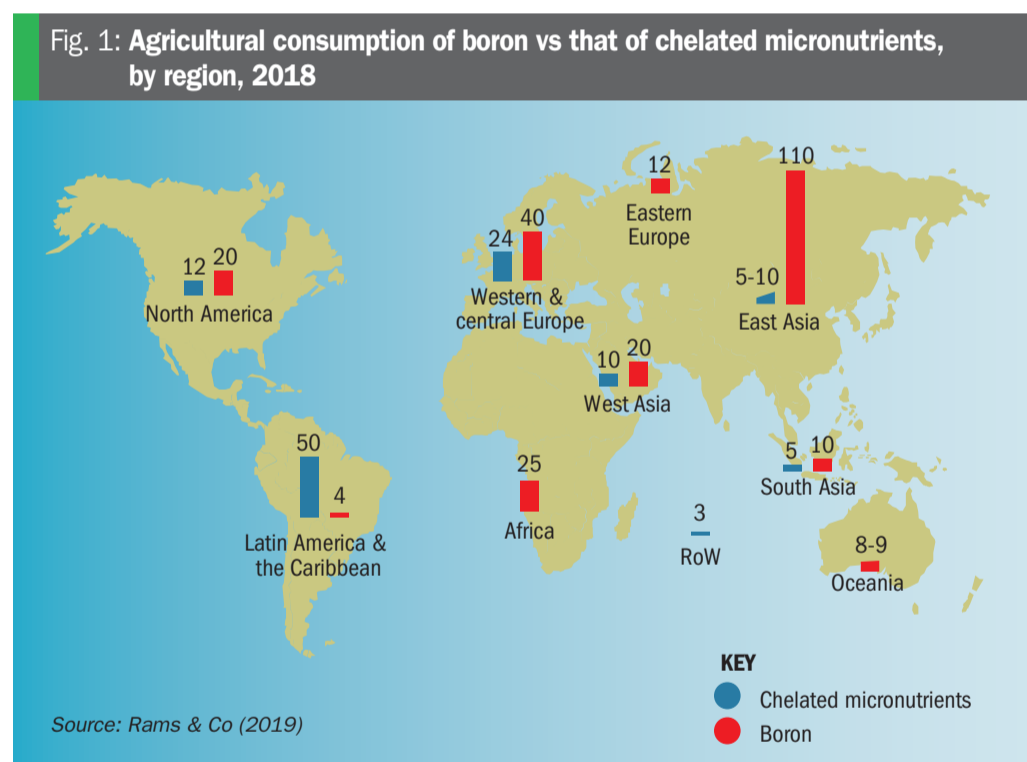 Fig. 1: Agricultural consumption of boron vs that of chelated micronutrients,
by region, 2018
12 20
North America
50
4
Latin America &
the Caribbean
24 40
Western &
central Europe
12
Eastern
Europe
5-10 110
East Asia
10 20
West Asia
25
Africa
5 10
South Asia
3
RoW
8-9
Oceania
KEY
Chelated micronutrients
Boron
Source: Rams & Co (2019)